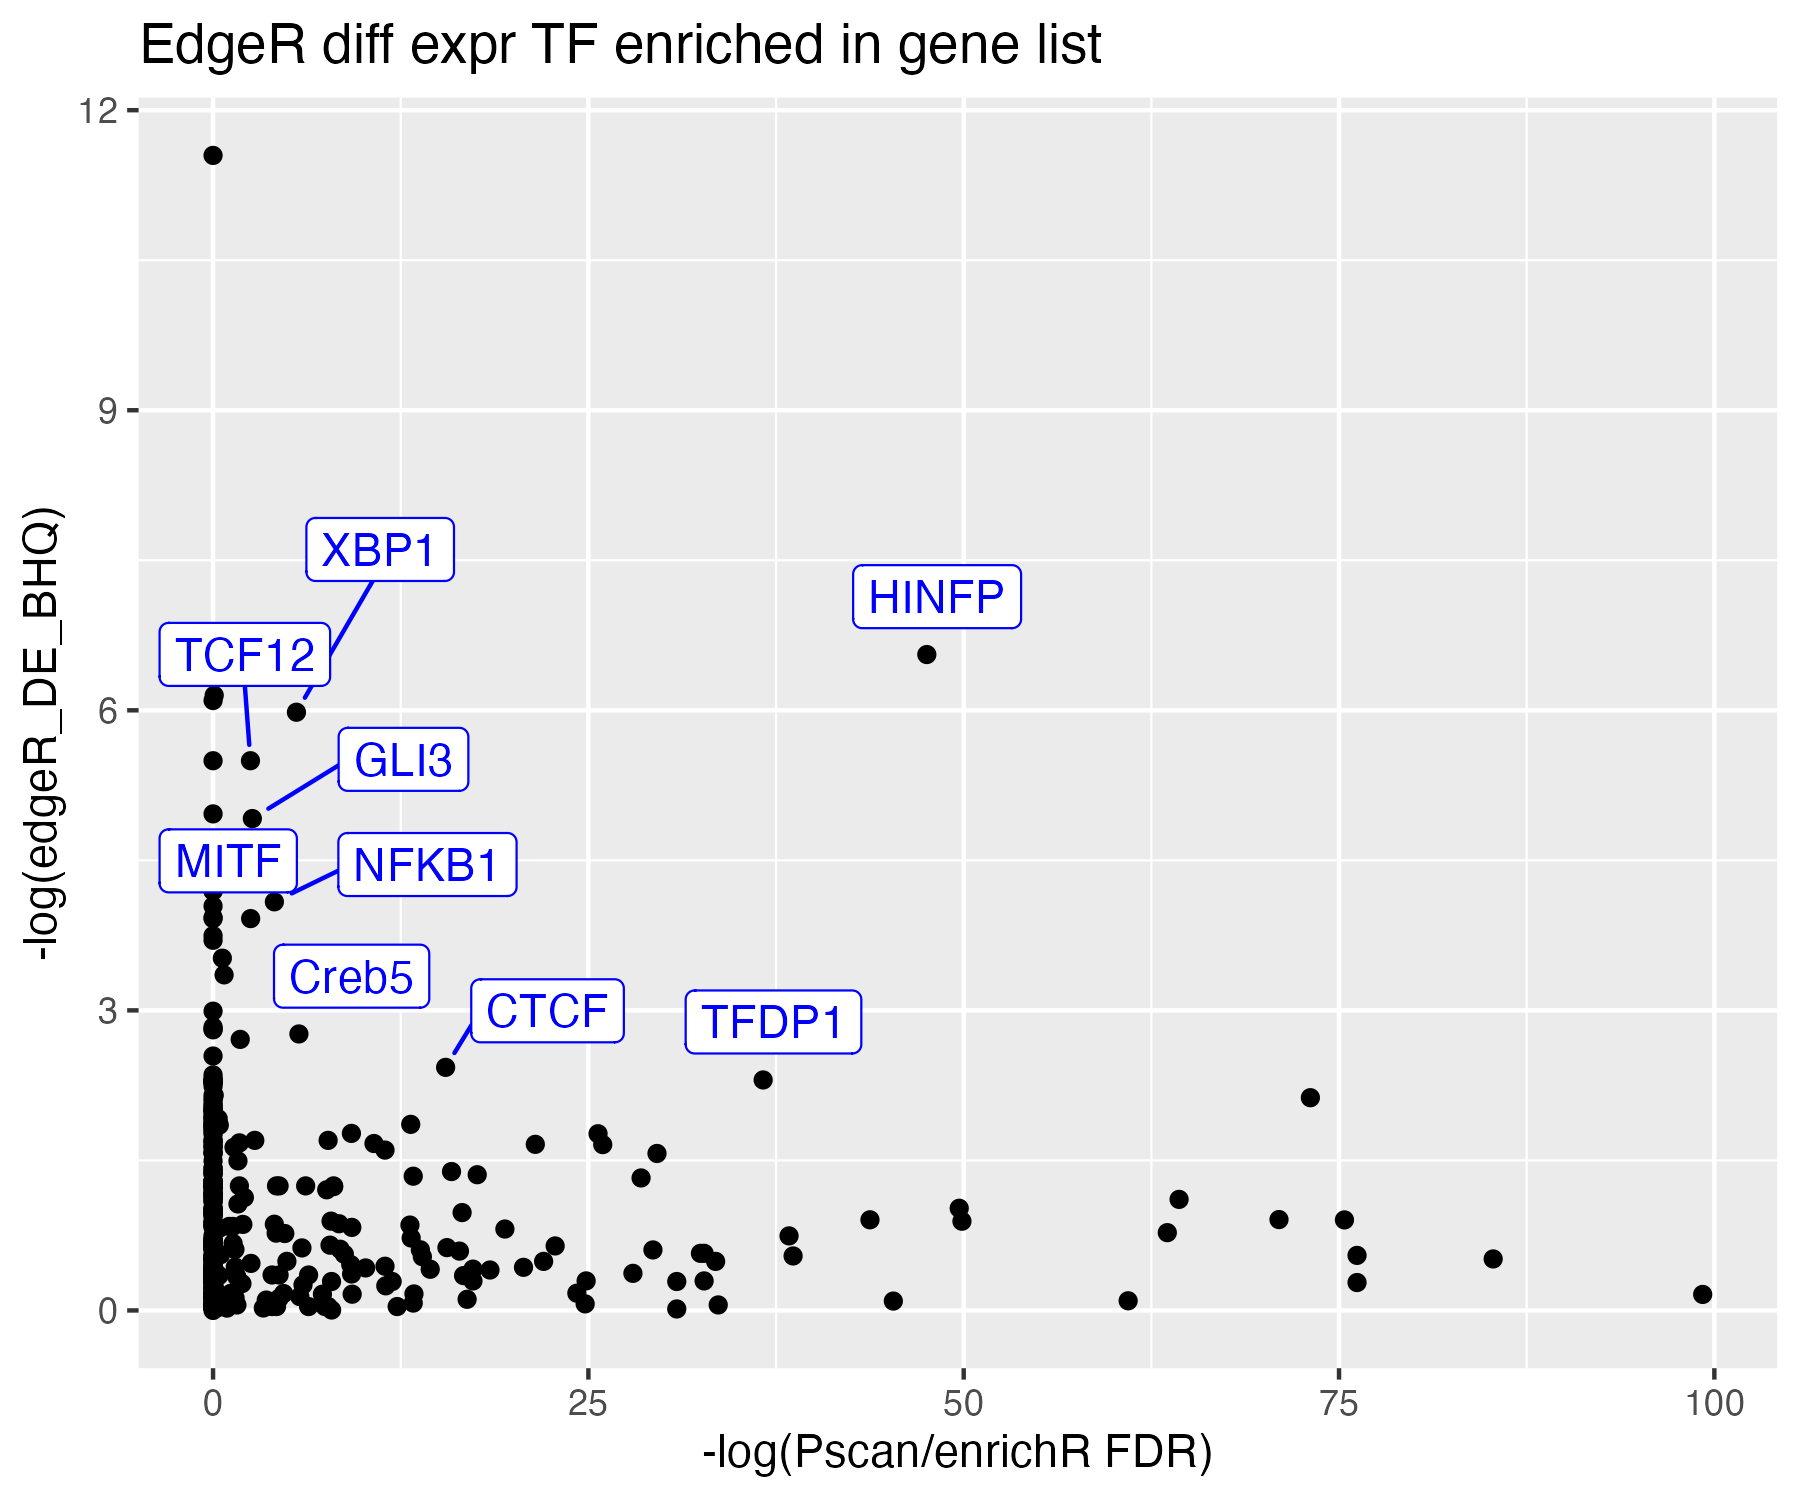 EdgeR diff expr TF enriched in gene list
12
9
6
3
0
-log(edgeR_DE_BHQ)
XBP1
HINFP
TCF12
GLI3
MITF
NFKB1
Creb5
CTCF
TFDP1
0
25
50
75
100
-log(Pscan/enrichR FDR)